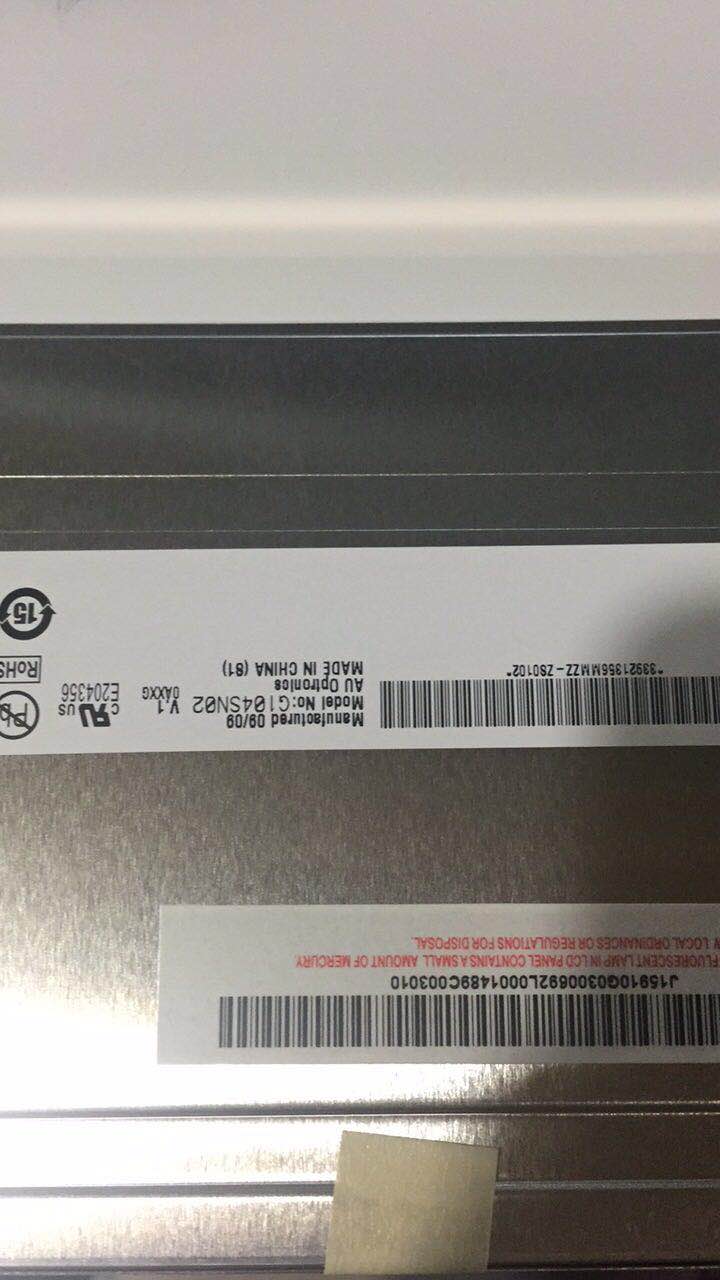 J15910G0300692L0001489C003010
FLUORESCENT LAMP IN LCD PANEL CONTAINS A SMALL AMOUNT OF MERCURY
W LOCAL ORDINANCES OR REGULATIONS FOR DISPOSAL.
*33921356MMZZ-ZS0102*
Manufactured 09/09
Model No:G104SN02 V.1
0AXXG
AU Optronics
MADE IN CHINA (81)
c US
E204356
Pb
RoHS
15